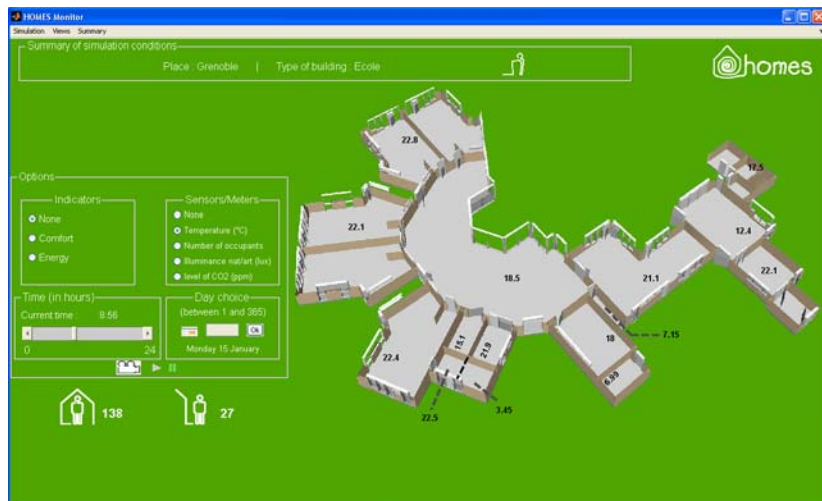 HOMES Monitor
Simulation Views Summary
Summary of simulation conditions
Place : Grenoble | Type of building : Ecole
homes
Options
Indicators
None
Comfort
Energy
Sensors/Meters
None
Temperature (°C)
Number of occupants
Illuminance nat/art (lux)
level of CO2 (ppm)
Time (in hours)
Current time : 8:56
0 24
Day choice
(between 1 and 365)
Ok
Monday 15 January
138
27
22.8
22.1
18.5
17.5
12.4
22.1
21.1
7.15
18
6.99
22.4
15.1
21.9
22.5
3.45